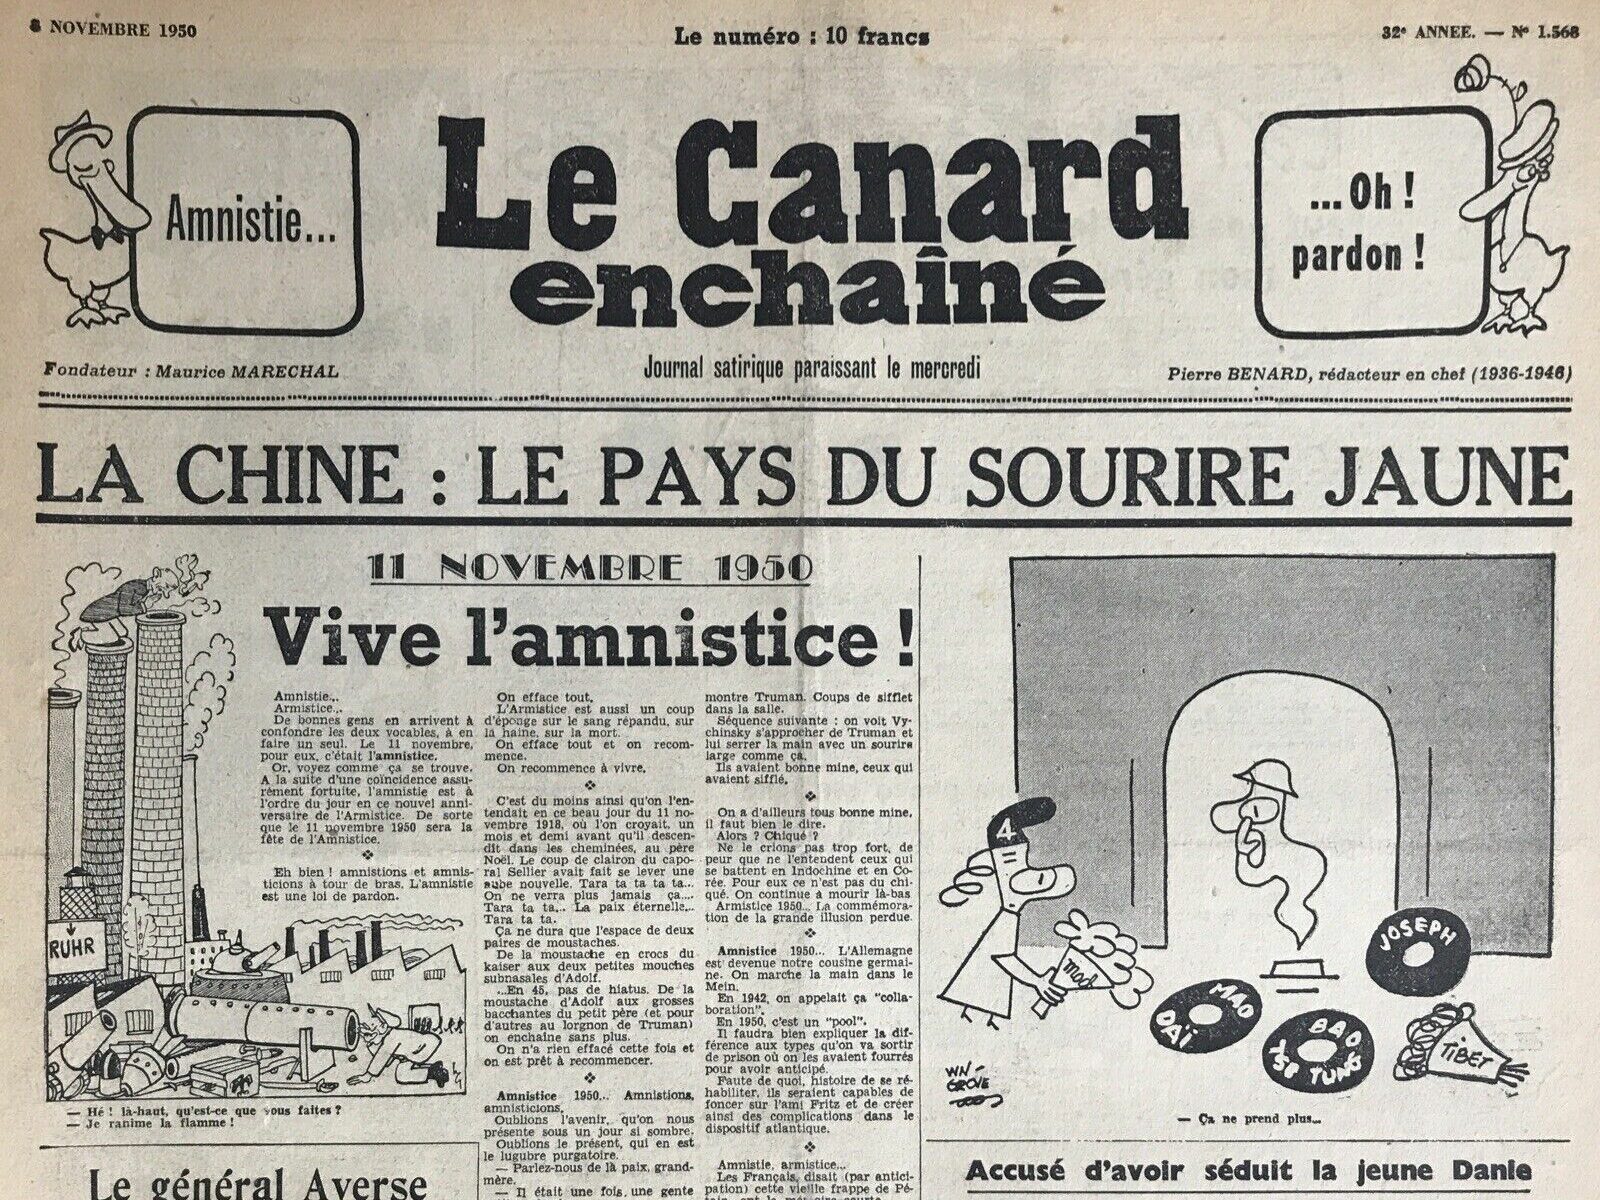 8 NOVEMBRE 1950
Le numéro : 10 francs
32e ANNEE. — No 1.568
Amnistie...
Le Canard
enchaîné
...Oh !
pardon !
Fondateur : Maurice MARECHAL
Journal satirique paraissant le mercredi
Pierre BENARD, rédacteur en chef (1936-1946)
LA CHINE : LE PAYS DU SOURIRE JAUNE
RUHR
— Hé ! là-haut, qu'est-ce que vous faites ?
— Je ranime la flamme !
11 NOVEMBRE 1950
Vive l'amnistice !
Amnistie...
Armistice...
De bonnes gens en arrivent à
confondre les deux vocables, à en
faire un seul. Le 11 novembre,
pour eux, c'était l'amnistice.
Or, voyez comme ça se trouve.
A la suite d'une coïncidence assu-
rément fortuite, l'amnistie est à
l'ordre du jour en ce nouvel anni-
versaire de l'Armistice. De sorte
que le 11 novembre 1950 sera la
fête de l'Amnistice.
Eh bien ! amnistions et amnis-
ticions à tour de bras. L'amnistie
est une loi de pardon.
On efface tout.
L'Armistice est aussi un coup
d'éponge sur le sang répandu, sur
la haine, sur la mort.
On efface tout et on recom-
mence.
On recommence à vivre.
C'est du moins ainsi qu'on l'en-
tendait en ce beau jour du 11 no-
vembre 1918, où l'on croyait, un
mois et demi avant qu'il descen-
dit dans les cheminées, au père
Noël. Le coup de clairon du capo-
ral Sellier avait fait se lever une
aube nouvelle. Tara ta ta ta ta...
On ne verra plus jamais ça...
Tara ta ta... La paix éternelle...
Tara ta ta.
Ça ne dura que l'espace de deux
paires de moustaches.
De la moustache en crocs du
kaiser aux deux petites mouches
subnasales d'Adolf.
...En 45, pas de hiatus. De la
moustache d'Adolf aux grosses
bacchantes du petit père (et pour
d'autres au lorgnon de Truman)
on enchaîne sans plus.
On n'a rien effacé cette fois et
on est prêt à recommencer.
Amnistice 1950... Amnistions,
amnisticions.
Oublions l'avenir, qu'on nous
présente sous un jour si sombre.
Oublions le présent, qui en est
le lugubre purgatoire.
— Parlez-nous de là paix, grand-
mère.
— Il était une fois, une gente
montre Truman. Coups de sifflet
dans la salle.
Séquence suivante : on voit Vy-
chinsky s'approcher de Truman et
lui serrer la main avec un sourire
large comme ça.
Ils avaient bonne mine, ceux qui
avaient sifflé.
On a d'ailleurs tous bonne mine,
il faut bien le dire.
Alors ? Chiqué ?
Ne le crions pas trop fort, de
peur que ne l'entendent ceux qui
se battent en Indochine et en Co-
rée. Pour eux ce n'est pas du chi-
qué. On continue à mourir là-bas
Armistice 1950... La commémora-
tion de la grande illusion perdue.
Amnistice 1950... L'Allemagne
est devenue notre cousine germai-
ne. On marche la main dans le
Mein.
En 1942, on appelait ça "colla-
boration".
En 1950, c'est un "pool".
Il faudra bien expliquer la dif-
férence aux types qu'on va sortir
de prison où on les avaient fourrés
pour avoir anticipé.
Faute de quoi, histoire de se ré-
habiliter, ils seraient capables de
foncer sur l'ami Fritz et de créer
ainsi des complications dans le
dispositif atlantique.
Amnistie, armistice...
Les Français, disait (par antici-
pation) cette vieille frappe de Pé-
4
mod
JOSEPH
MAO
DAÏ
BAO
TSE TUNG
TIBET
WIN-
GROVE
— Ça ne prend plus...
Le général Averse
Accusé d'avoir séduit la jeune Danie